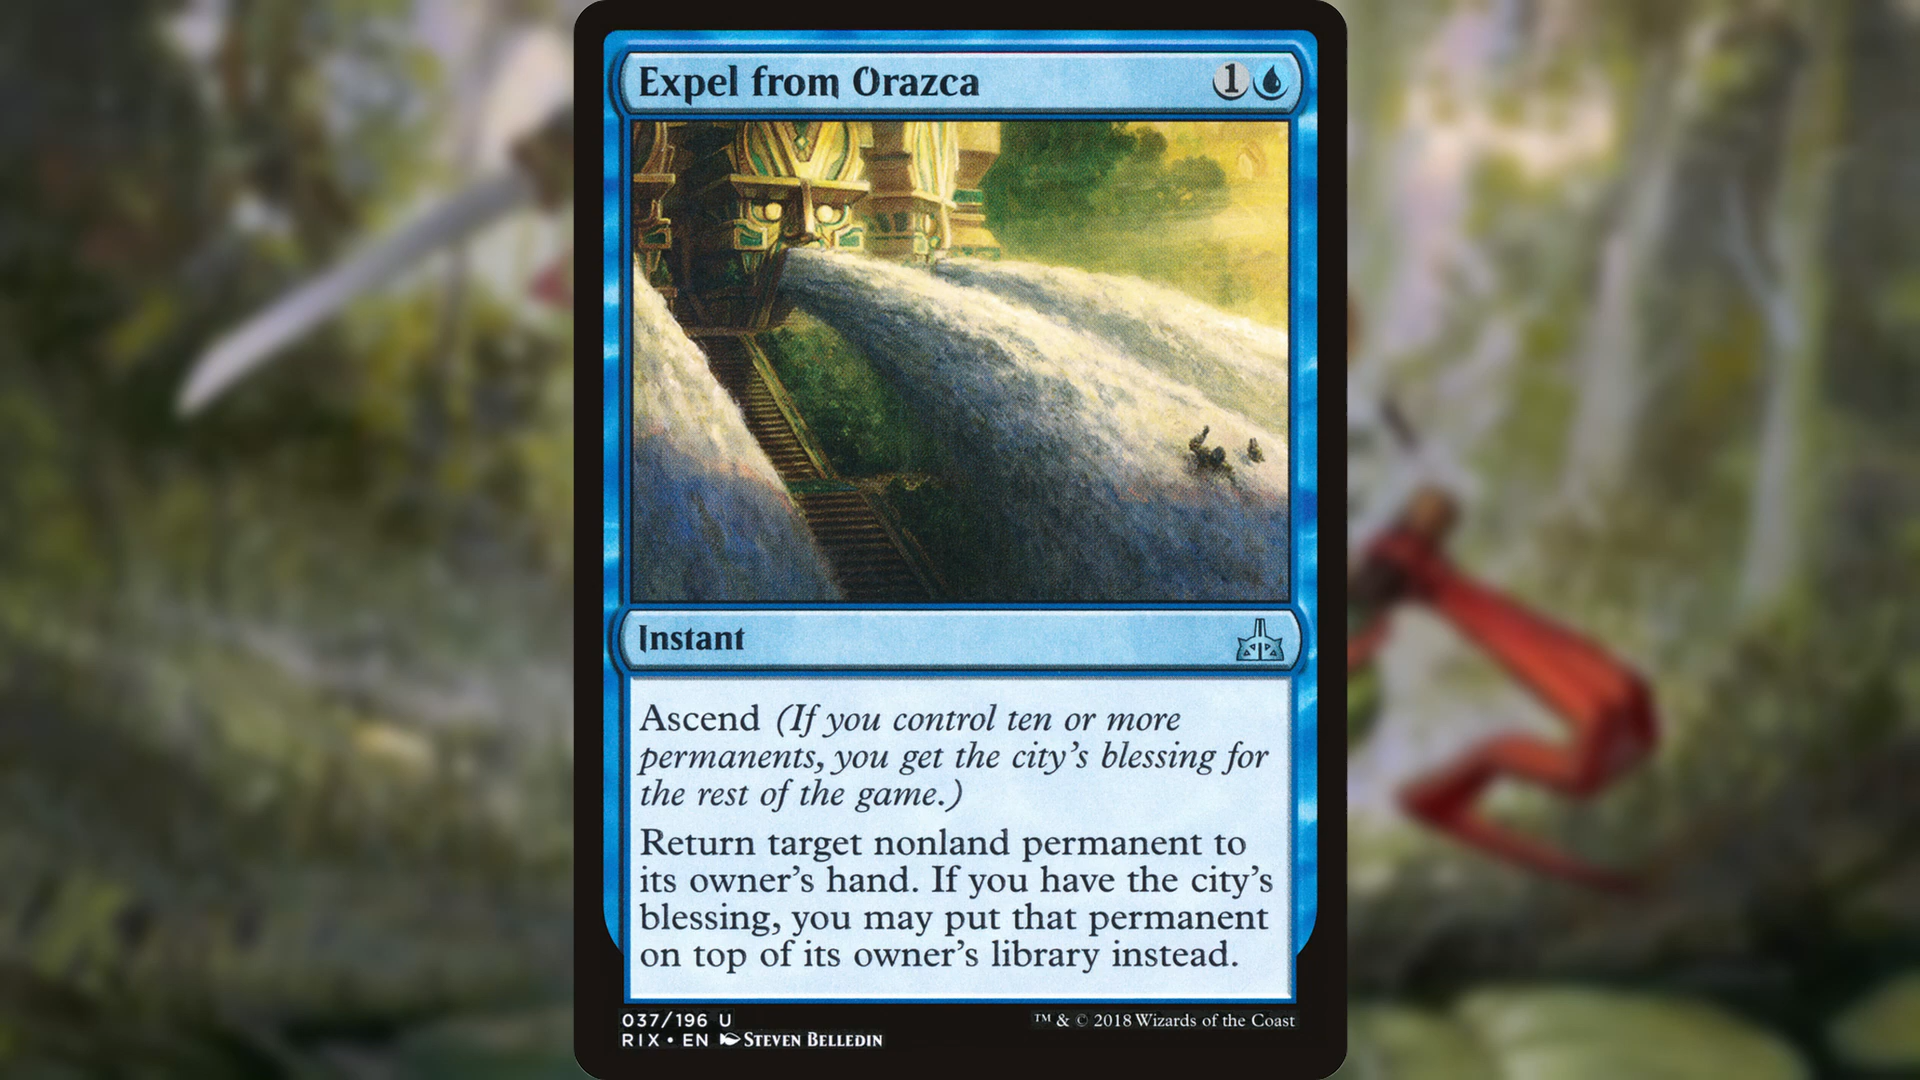 Expel from Orazca 1
Instant
Ascend (If you control ten or more
permanents, you get the city's blessing for
the rest of the game.)
Return target nonland permanent to
its owner's hand. If you have the city's
blessing, you may put that permanent
on top of its owner's library instead.
037/196 U
RIX • EN Steven Belledin
™ & © 2018 Wizards of the Coast